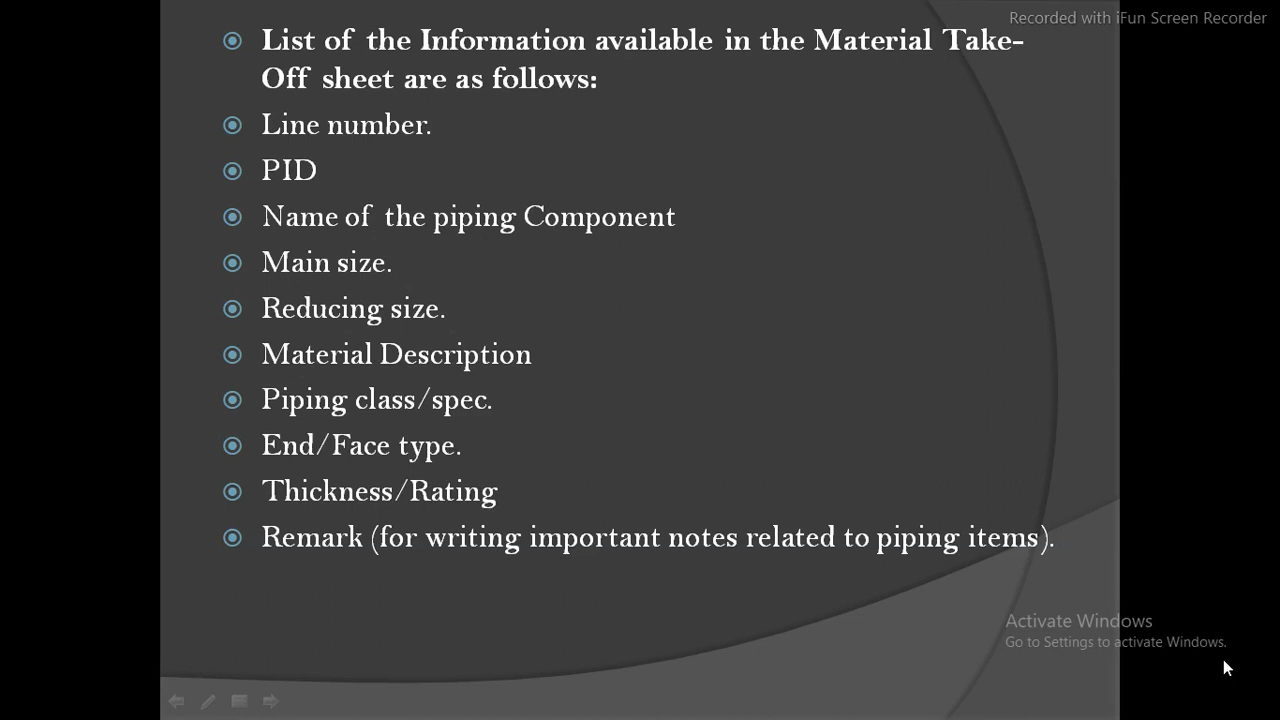 Recorded with iFun Screen Recorder
List of the Information available in the Material Take-
Off sheet are as follows:
Line number.
PID
Name of the piping Component
Main size.
Reducing size.
Material Description
Piping class/spec.
End/Face type.
Thickness/Rating
Remark (for writing important notes related to piping items).
Activate Windows
Go to Settings to activate Windows.